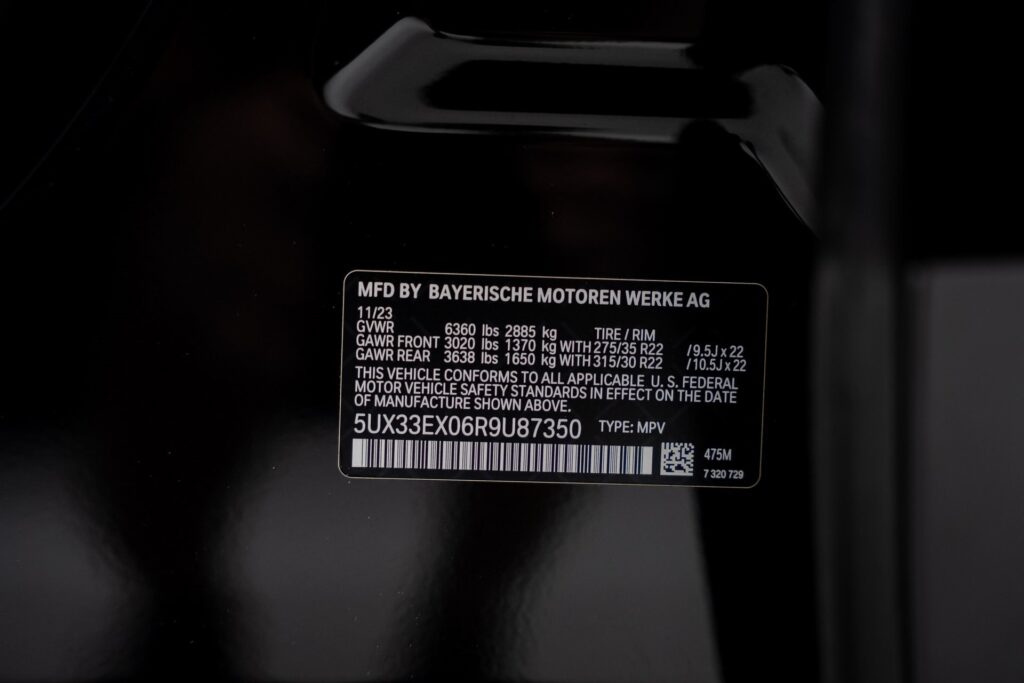 MFD BY BAYERISCHE MOTOREN WERKE AG
11/23
GVWR 6360 lbs 2885 kg TIRE / RIM
GAWR FRONT 3020 lbs 1370 kg WITH 275/35 R22 /9.5J x 22
GAWR REAR 3638 lbs 1650 kg WITH 315/30 R22 /10.5J x 22
THIS VEHICLE CONFORMS TO ALL APPLICABLE U. S. FEDERAL
MOTOR VEHICLE SAFETY STANDARDS IN EFFECT ON THE DATE
OF MANUFACTURE SHOWN ABOVE.
5UX33EX06R9U87350 TYPE: MPV
475M
7 320 729